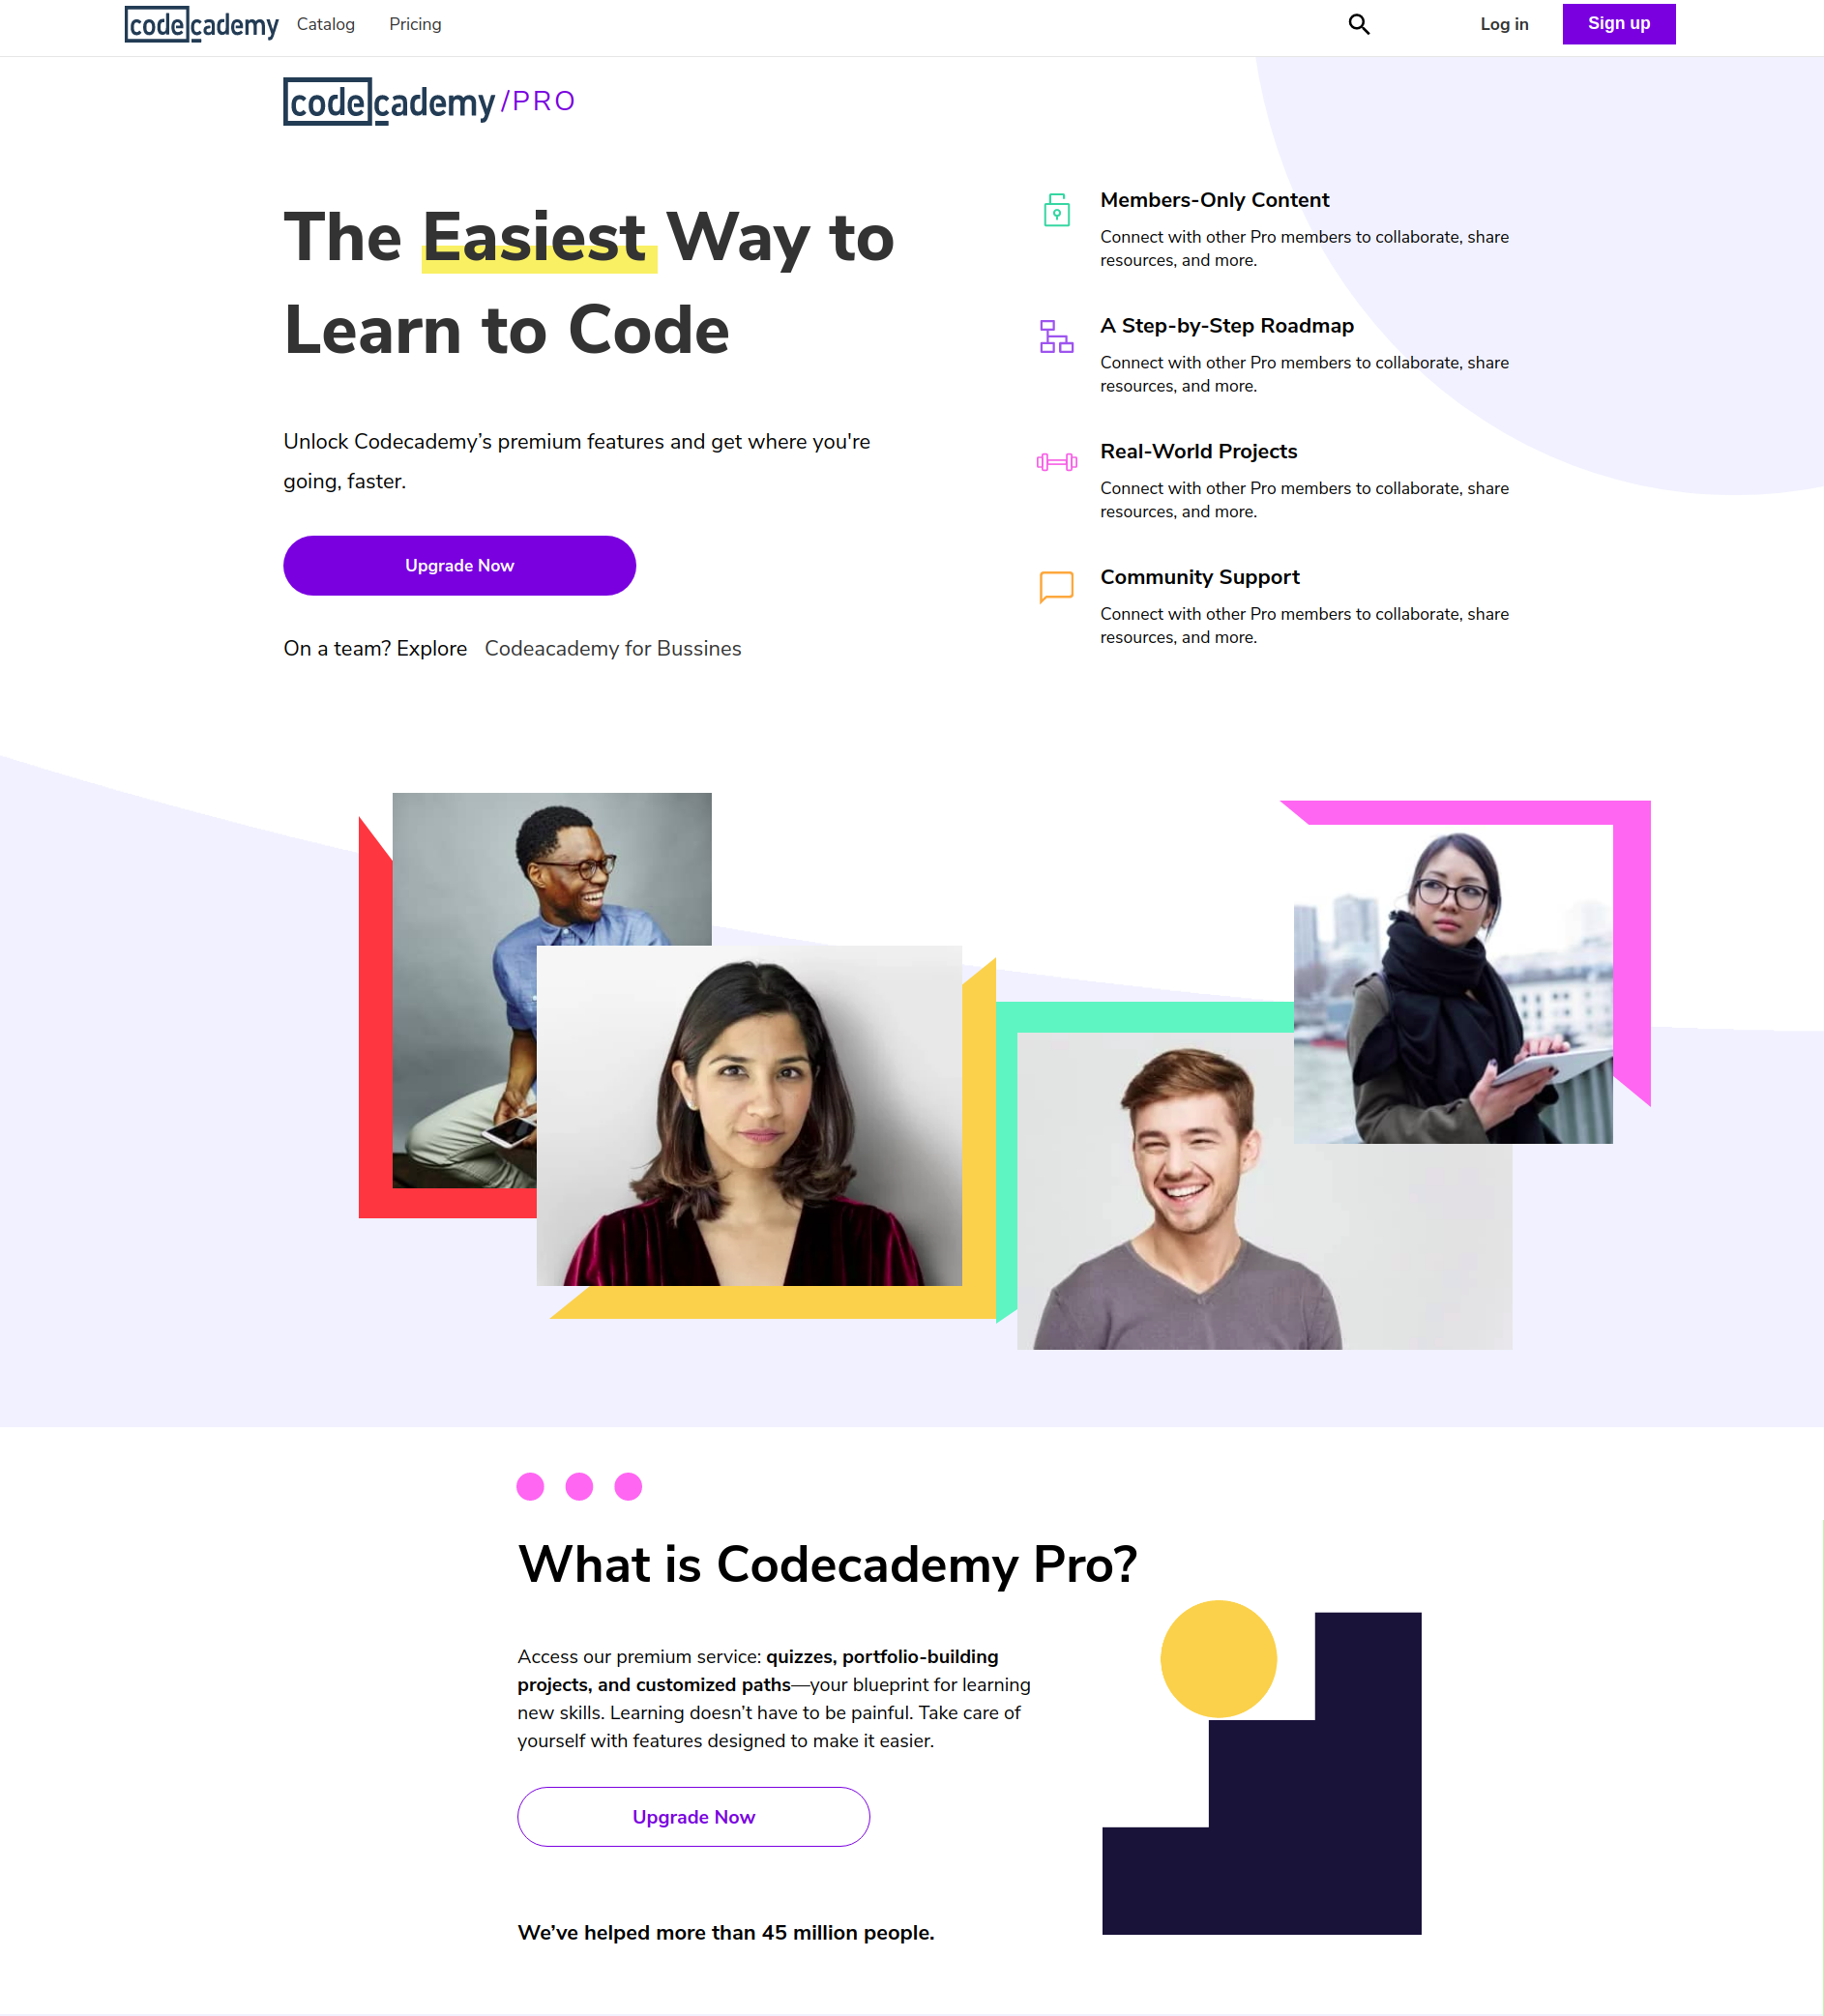 codecademy Catalog Pricing Log in Sign up
codecademy /PRO
The Easiest Way to
Learn to Code
Unlock Codecademy’s premium features and get where you're
going, faster.
Upgrade Now
On a team? Explore Codeacademy for Bussines
Members-Only Content
Connect with other Pro members to collaborate, share
resources, and more.
A Step-by-Step Roadmap
Connect with other Pro members to collaborate, share
resources, and more.
Real-World Projects
Connect with other Pro members to collaborate, share
resources, and more.
Community Support
Connect with other Pro members to collaborate, share
resources, and more.
What is Codecademy Pro?
Access our premium service: quizzes, portfolio-building
projects, and customized paths—your blueprint for learning
new skills. Learning doesn’t have to be painful. Take care of
yourself with features designed to make it easier.
Upgrade Now
We’ve helped more than 45 million people.